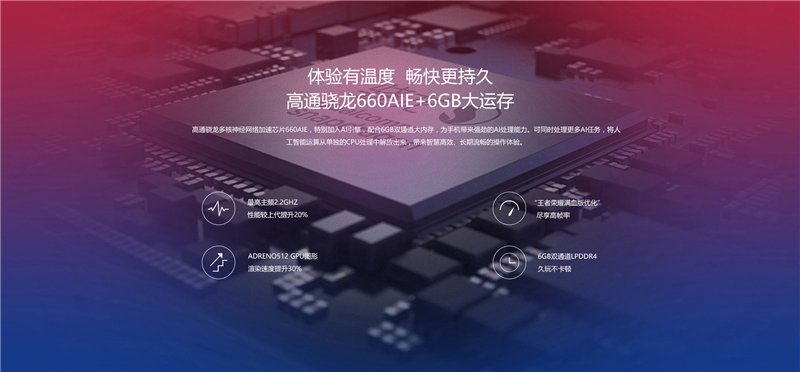 体验有温度 畅快更持久
高通骁龙660AIE+6GB大运存
高通骁龙多核神经网络加速芯片660AIE，特别加入AI引擎，配合6GB双通道大内存，为手机带来强劲的AI处理能力。可同时处理更多AI任务，将人
工智能运算从单独的CPU处理中解放出来，带来智慧高效、长期流畅的操作体验。
最高主频2.2GHZ
性能较上代提升20%
"王者荣耀满血版优化"
尽享高帧率
ADRENO512 GPU图形
渲染速度提升30%
6GB双通道LPDDR4
久玩不卡顿